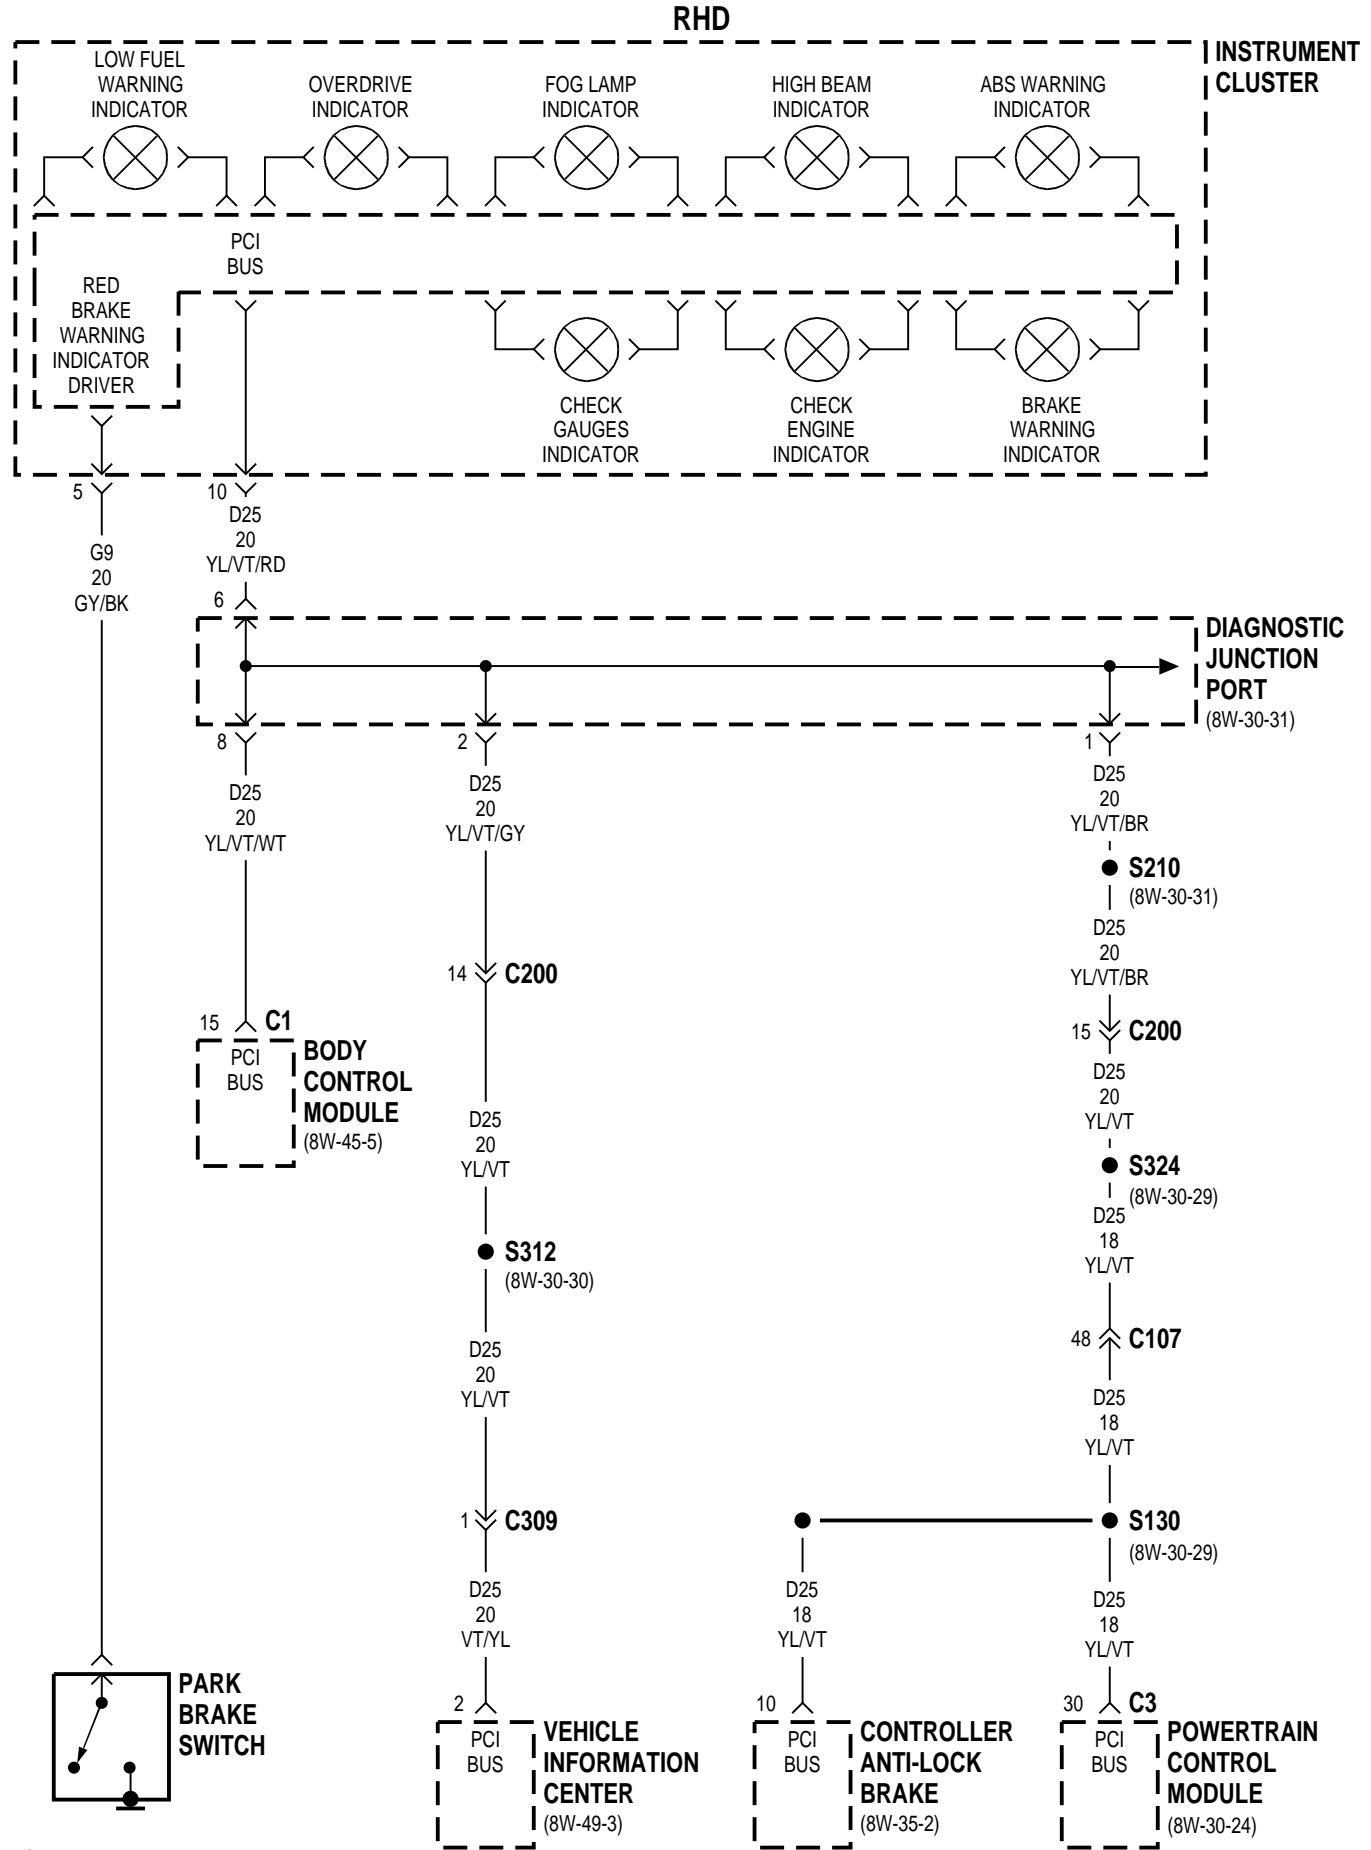 RHD
INSTRUMENT
CLUSTER
LOW FUEL
WARNING
INDICATOR
OVERDRIVE
INDICATOR
FOG LAMP
INDICATOR
HIGH BEAM
INDICATOR
ABS WARNING
INDICATOR
PCI
BUS
RED
BRAKE
WARNING
INDICATOR
DRIVER
CHECK
GAUGES
INDICATOR
CHECK
ENGINE
INDICATOR
BRAKE
WARNING
INDICATOR
5
10
G9
20
GY/BK
D25
20
YL/VT/RD
6
DIAGNOSTIC
JUNCTION
PORT
(8W-30-31)
8
2
1
D25
20
YL/VT/WT
D25
20
YL/VT/GY
D25
20
YL/VT/BR
S210
(8W-30-31)
D25
20
YL/VT/BR
14
C200
15
C1
15
C200
PCI
BUS
BODY
CONTROL
MODULE
(8W-45-5)
D25
20
YL/VT
D25
20
YL/VT
S324
(8W-30-29)
D25
18
YL/VT
S312
(8W-30-30)
48
C107
D25
20
YL/VT
D25
18
YL/VT
1
C309
S130
(8W-30-29)
D25
20
VT/YL
D25
18
YL/VT
D25
18
YL/VT
PARK
BRAKE
SWITCH
2
10
30
C3
PCI
BUS
VEHICLE
INFORMATION
CENTER
(8W-49-3)
PCI
BUS
CONTROLLER
ANTI-LOCK
BRAKE
(8W-35-2)
PCI
BUS
POWERTRAIN
CONTROL
MODULE
(8W-30-24)